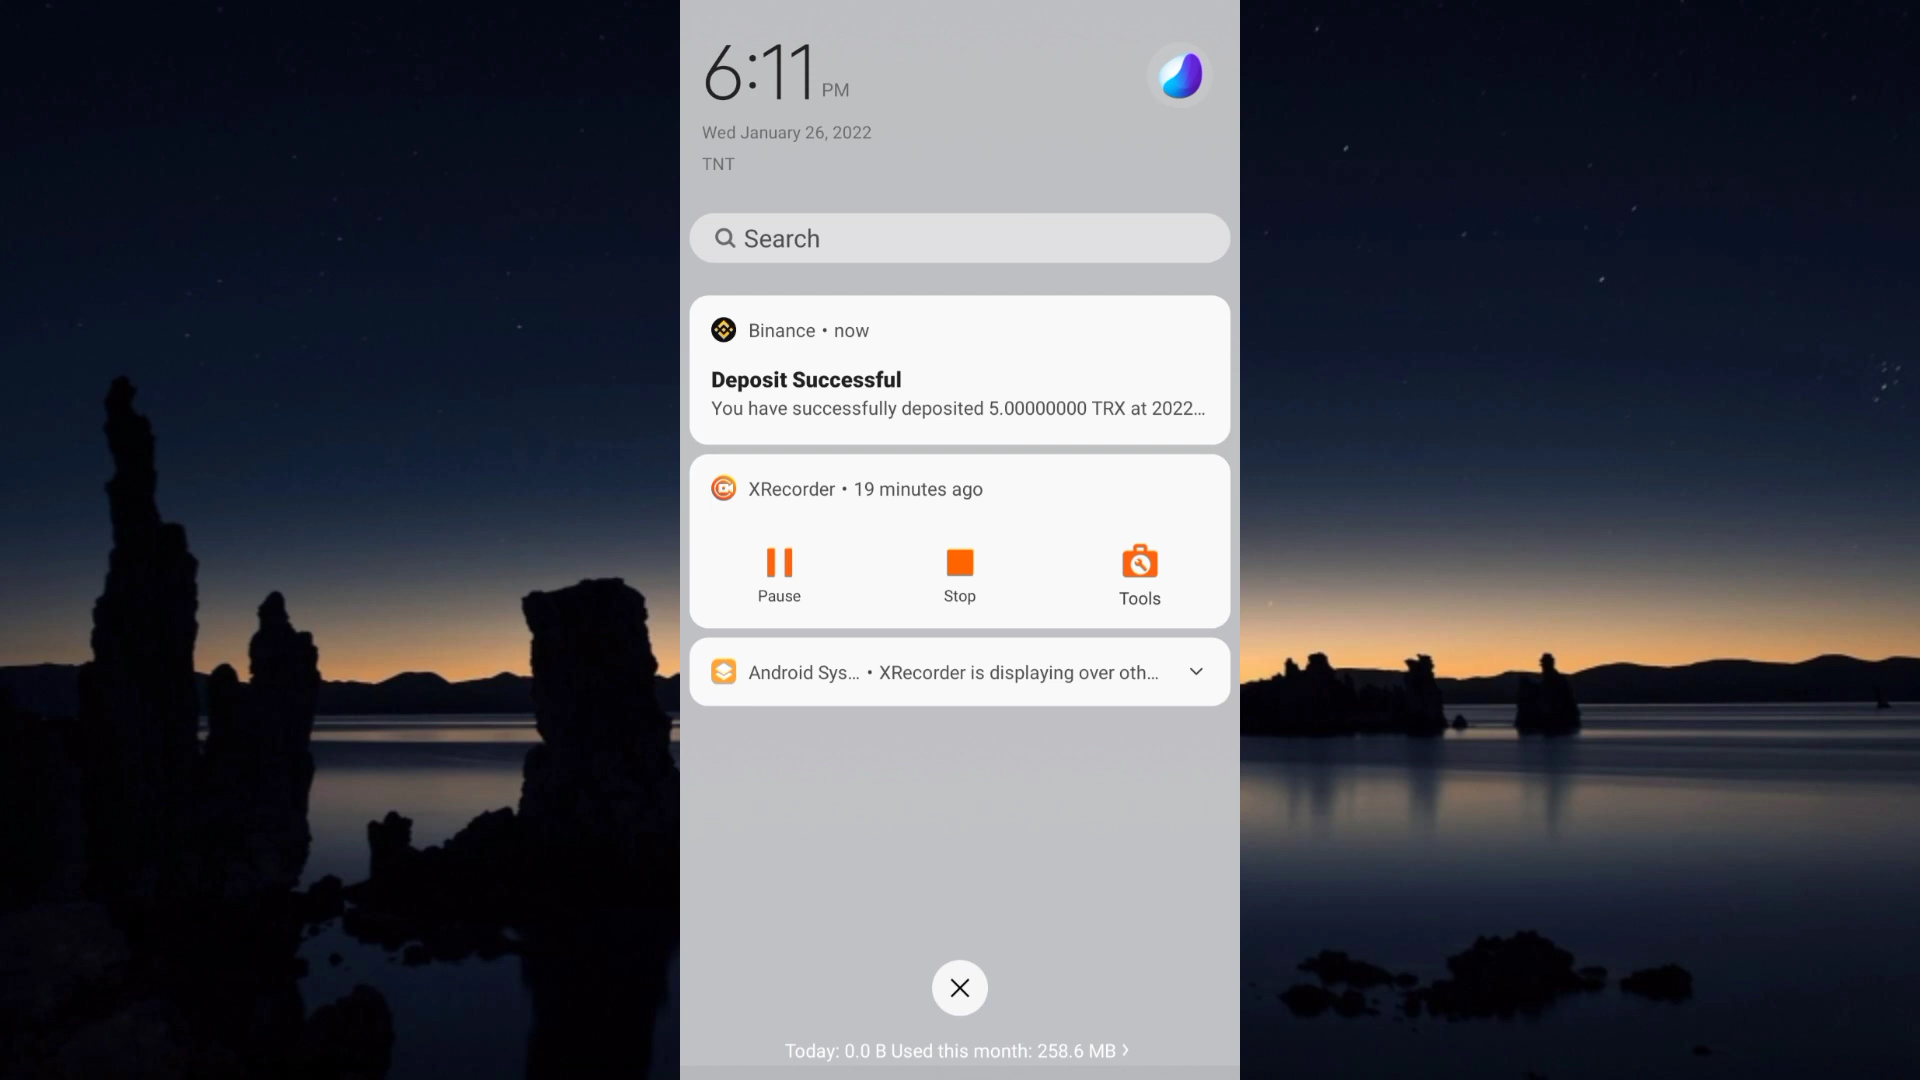 6:11 PM
Wed January 26, 2022
TNT
Search
Binance • now
Deposit Successful
You have successfully deposited 5.00000000 TRX at 2022...
XRecorder • 19 minutes ago
Pause Stop Tools
Android Sys... • XRecorder is displaying over oth...
Today: 0.0 B Used this month: 258.6 MB >